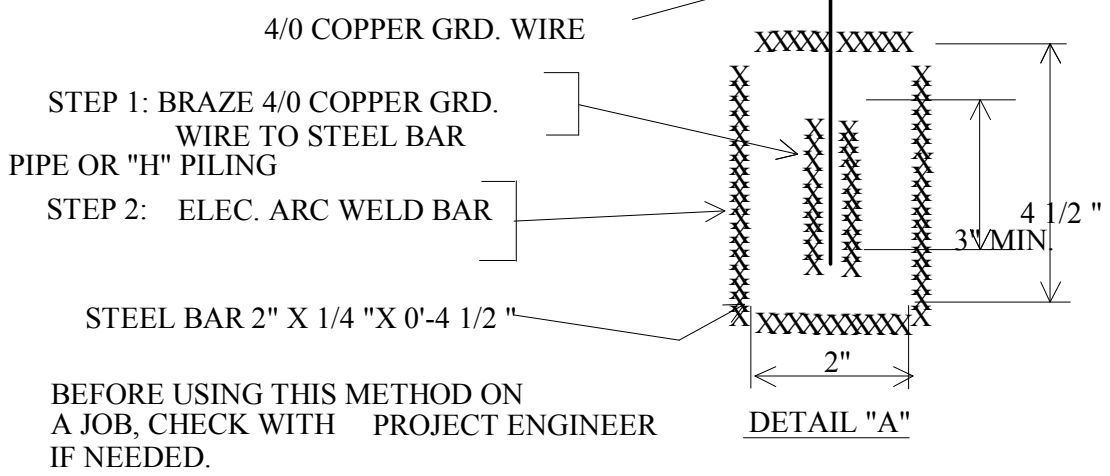 4/0 COPPER GRD. WIRE
STEP 1: BRAZE 4/0 COPPER GRD.
WIRE TO STEEL BAR
PIPE OR "H" PILING
STEP 2: ELEC. ARC WELD BAR
STEEL BAR 2" X 1/4 "X 0'-4 1/2 "
BEFORE USING THIS METHOD ON
A JOB, CHECK WITH PROJECT ENGINEER
IF NEEDED.
4 1/2 "
3" MIN.
2"
DETAIL "A"